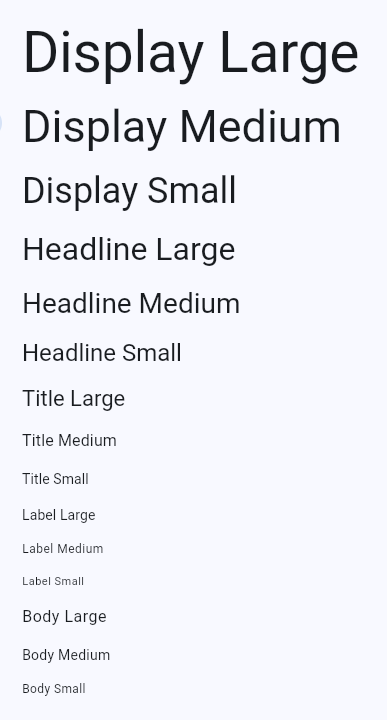 Display Large
Display Medium
Display Small
Headline Large
Headline Medium
Headline Small
Title Large
Title Medium
Title Small
Label Large
Label Medium
Label Small
Body Large
Body Medium
Body Small